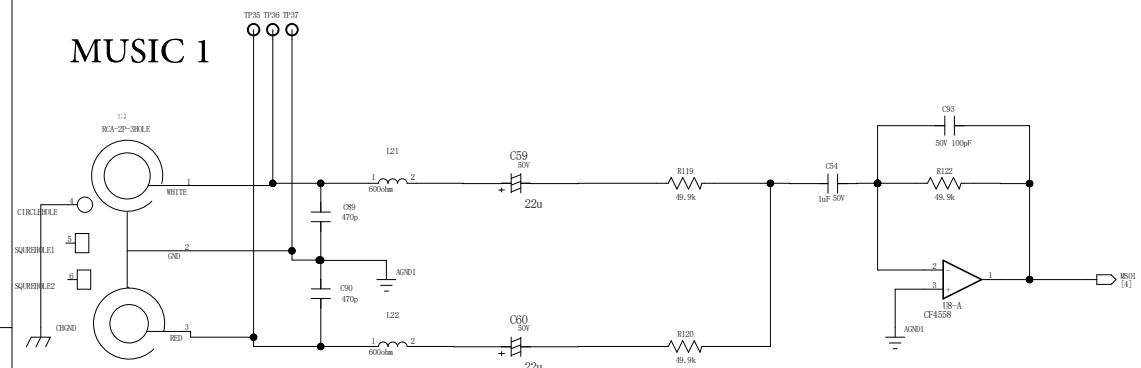 TP35 TP36 TP37
MUSIC 1
RCA-2P-3HOLE
1
WHITE
4
CIRCLEHOLE
5
SQUREHOLE1
2
GND
6
SQUREHOLE2
CHGND
3
RED
C89
470p
C90
470p
AGND1
L21
1 2
600ohm
L22
1 2
600ohm
C59
50V
+
22u
C60
50V
+
22u
R119
49.9k
R120
49.9k
C54
1uF 50V
C93
50V 100pF
R122
49.9k
2
-
3
+
1
U8-A
CF4558
AGND1
MSO1
[4]